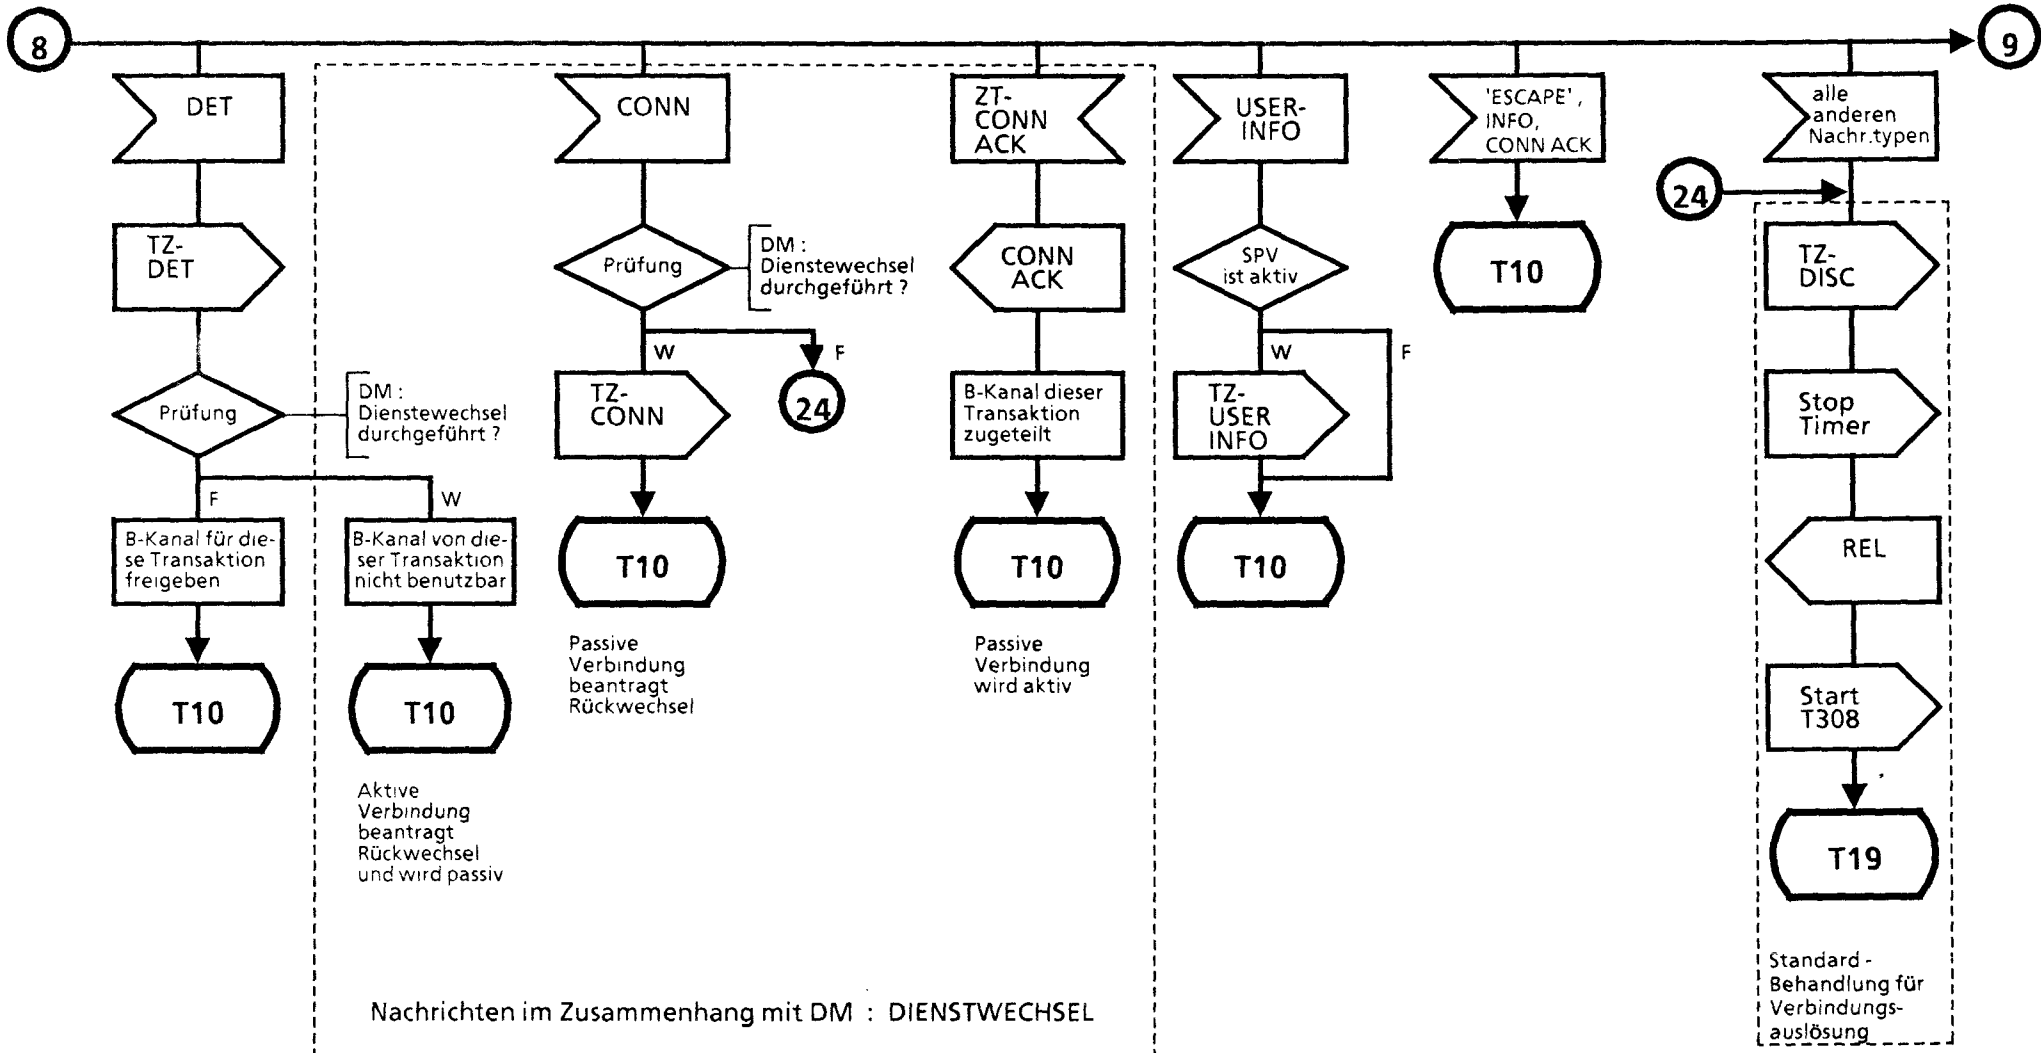 8
9
DET
TZ-
DET
Prüfung
DM :
Dienstewechsel
durchgeführt ?
F
W
B-Kanal für die-
se Transaktion
freigeben
T10
B-Kanal von die-
ser Transaktion
nicht benutzbar
T10
Aktive
Verbindung
beantragt
Rückwechsel
und wird passiv
CONN
Prüfung
DM :
Dienstewechsel
durchgeführt ?
W
F
TZ-
CONN
24
T10
Passive
Verbindung
beantragt
Rückwechsel
ZT-
CONN
ACK
CONN
ACK
B-Kanal dieser
Transaktion
zugeteilt
T10
Passive
Verbindung
wird aktiv
Nachrichten im Zusammenhang mit DM : DIENSTWECHSEL
USER-
INFO
SPV
ist aktiv
W
F
TZ-
USER
INFO
T10
'ESCAPE' ,
INFO,
CONN ACK
T10
alle
anderen
Nachr.typen
24
TZ-
DISC
Stop
Timer
REL
Start
T308
T19
Standard -
Behandlung für
Verbindungs-
auslösung